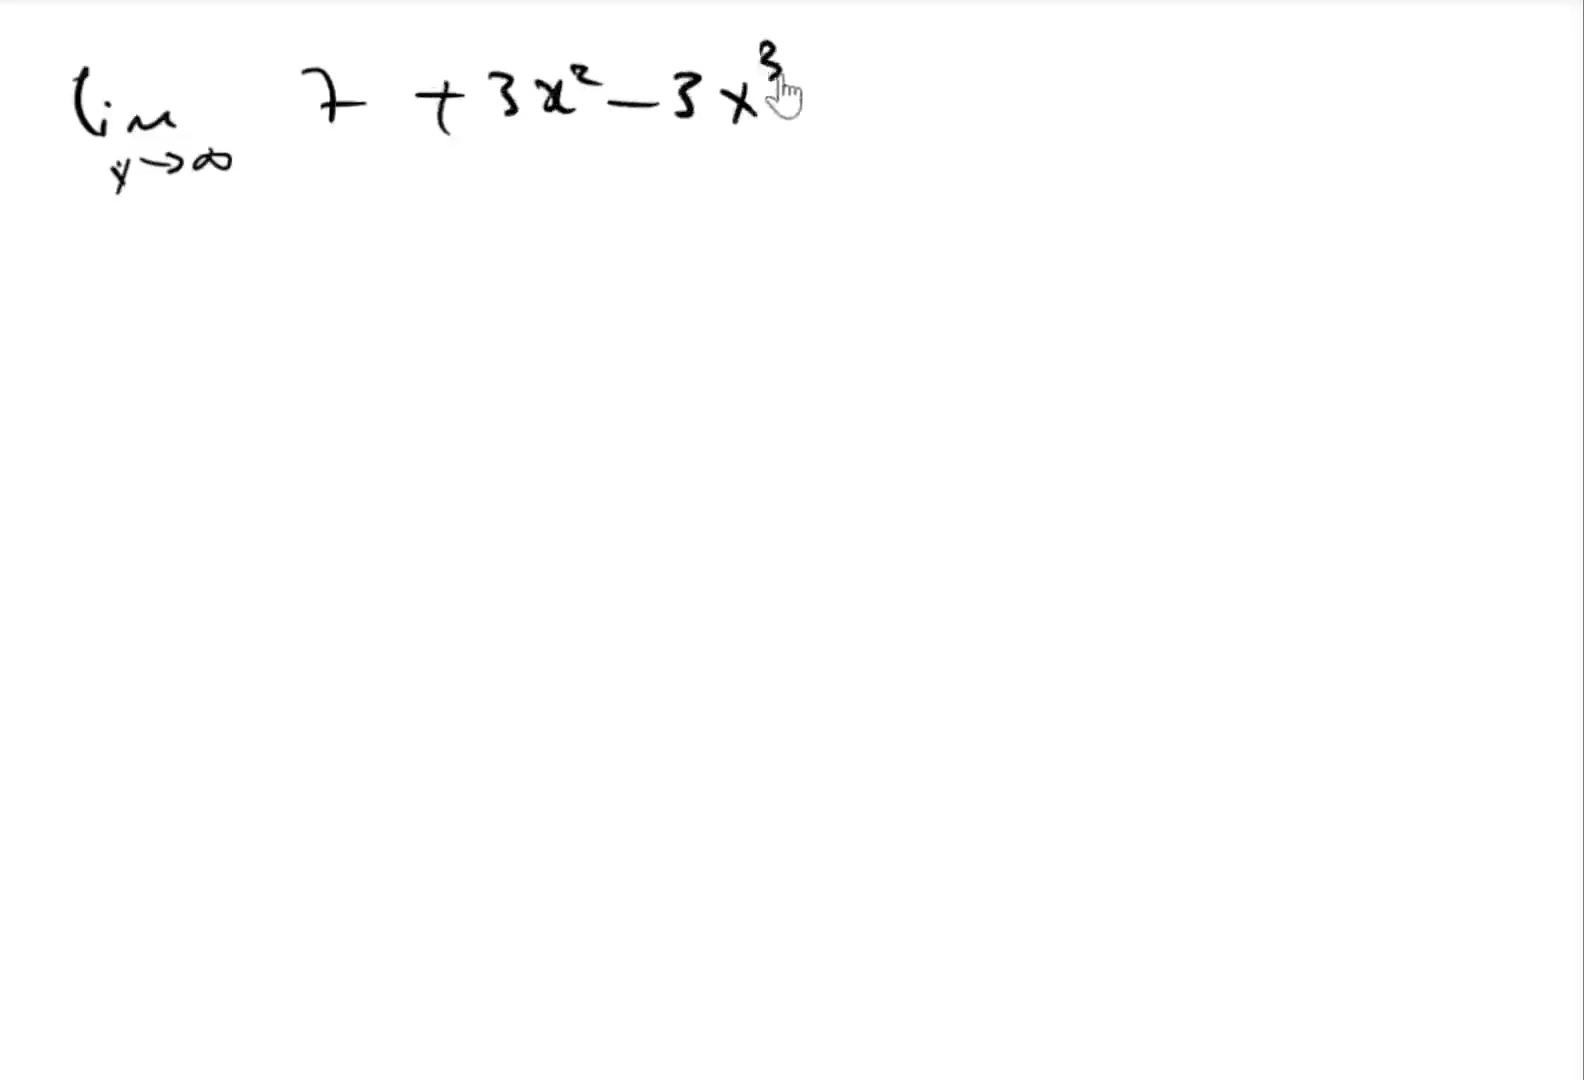 lim 7 + 3x² - 3x³
x→∞